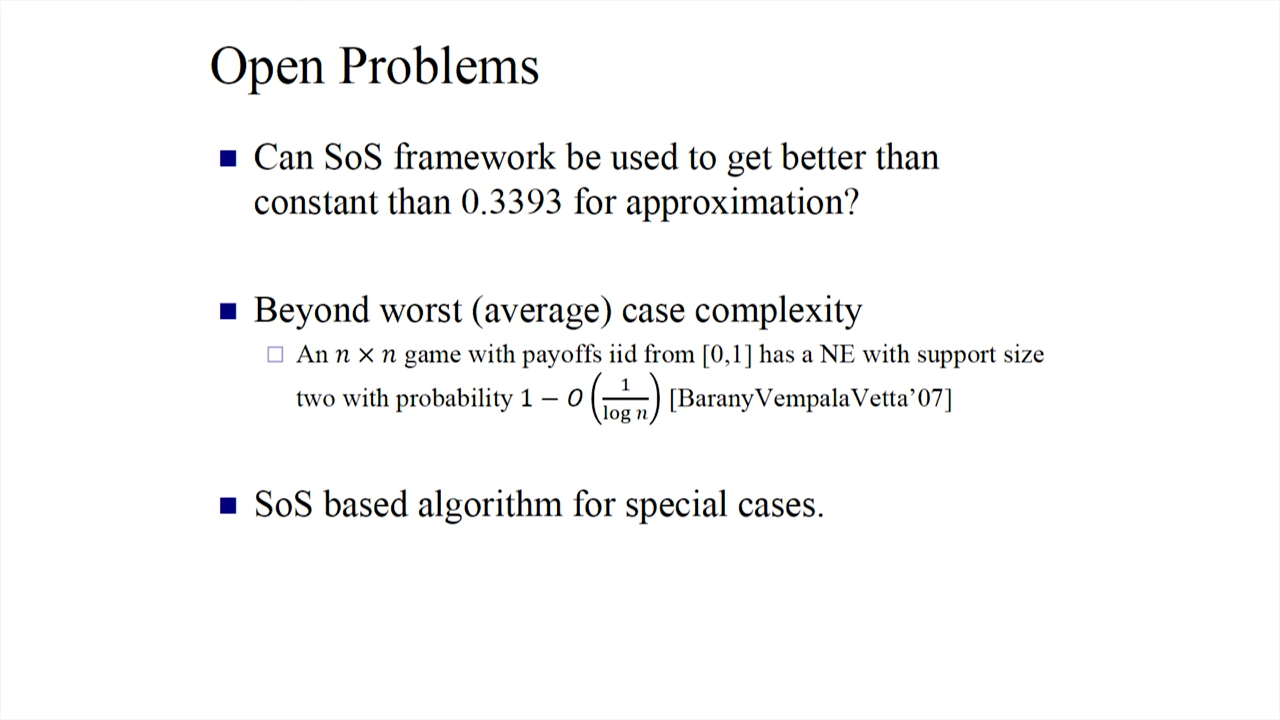 Open Problems
Can SoS framework be used to get better than
constant than 0.3393 for approximation?
Beyond worst (average) case complexity
An n × n game with payoffs iid from [0,1] has a NE with support size
two with probability 1 − O(1/log n) [BaranyVempalaVetta’07]
SoS based algorithm for special cases.